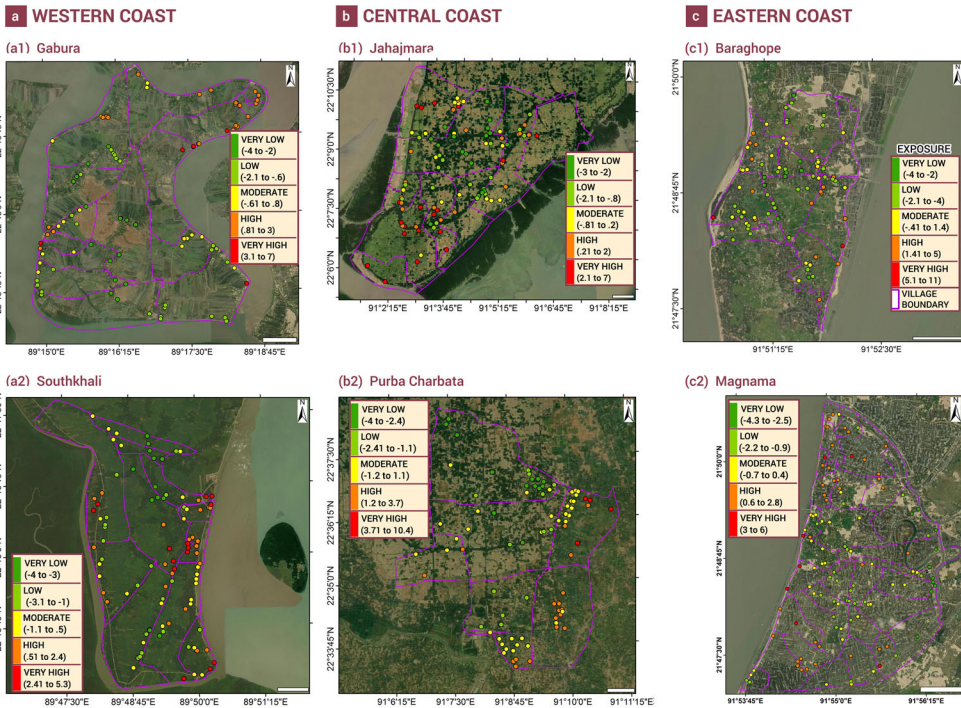 a WESTERN COAST
b CENTRAL COAST
c EASTERN COAST
(a1) Gabura
N
VERY LOW
(-4 to -2)
LOW
(-2.1 to -.6)
MODERATE
(-.61 to .8)
HIGH
(.81 to 3)
VERY HIGH
(3.1 to 7)
89°15'0"E 89°16'15"E 89°17'30"E 89°18'45"E
(b1) Jahajmara
N
22°10'30"N
22°9'0"N
22°7'30"N
22°6'0"N
VERY LOW
(-3 to -2)
LOW
(-2.1 to -.8)
MODERATE
(-.81 to .2)
HIGH
(.21 to 2)
VERY HIGH
(2.1 to 7)
91°2'15"E 91°3'45"E 91°5'15"E 91°6'45"E 91°8'15"E
(c1) Baraghope
N
21°50'0"N
21°48'45"N
21°47'30"N
EXPOSURE
VERY LOW
(-4 to -2)
LOW
(-2.1 to -4)
MODERATE
(-.41 to 1.4)
HIGH
(1.41 to 5)
VERY HIGH
(5.1 to 11)
VILLAGE
BOUNDARY
91°51'15"E 91°52'30"E
(a2) Southkhali
N
VERY LOW
(-4 to -3)
LOW
(-3.1 to -1)
MODERATE
(-1.1 to .5)
HIGH
(.51 to 2.4)
VERY HIGH
(2.41 to 5.3)
89°47'30"E 89°48'45"E 89°50'0"E 89°51'15"E
(b2) Purba Charbata
N
VERY LOW
(-4 to -2.4)
LOW
(-2.41 to -1.1)
MODERATE
(-1.2 to 1.1)
HIGH
(1.2 to 3.7)
VERY HIGH
(3.71 to 10.4)
22°37'30"N
22°36'15"N
22°35'0"N
22°33'45"N
91°6'15"E 91°7'30"E 91°8'45"E 91°10'0"E 91°11'15"E
(c2) Magnama
N
VERY LOW
(-4.3 to -2.5)
LOW
(-2.2 to -0.9)
MODERATE
(-0.7 to 0.4)
HIGH
(0.6 to 2.8)
VERY HIGH
(3 to 6)
21°50'0"N
21°48'45"N
21°47'30"N
91°53'45"E 91°55'0"E 91°56'15"E